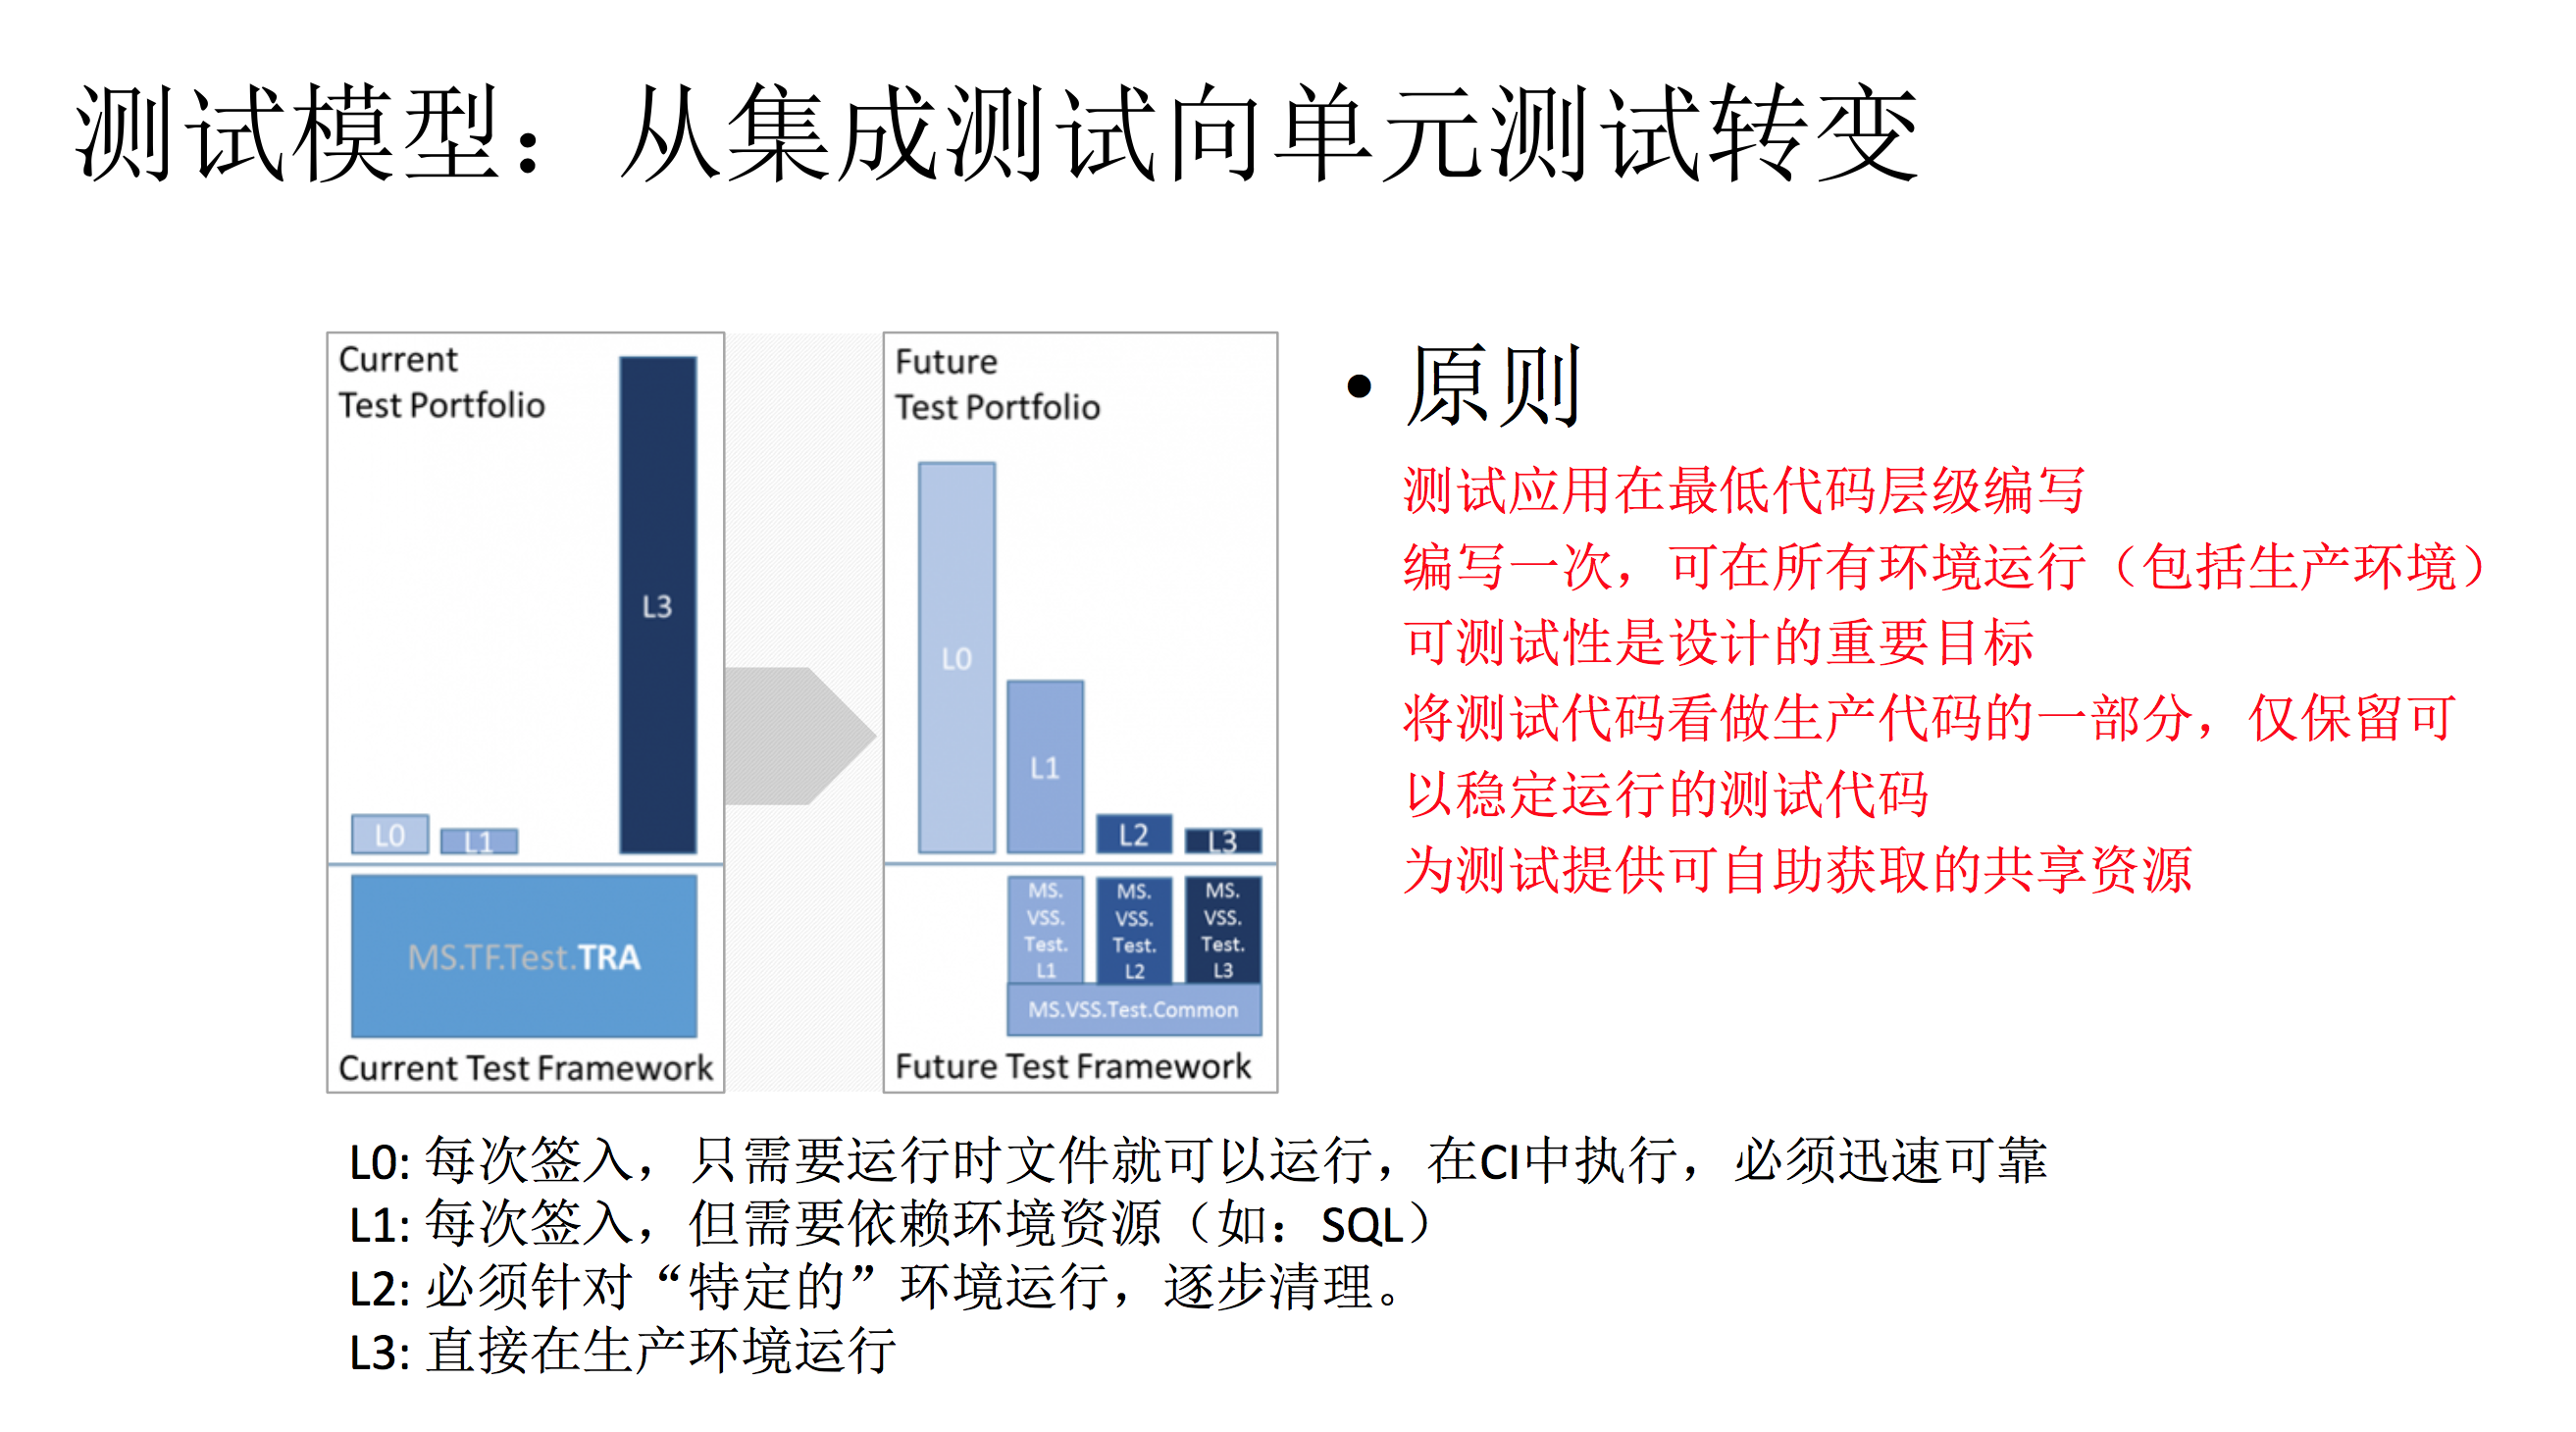 测试模型：从集成测试向单元测试转变
Current
Test Portfolio
L3
L0
L1
MS.TF.Test.TRA
Current Test Framework
Future
Test Portfolio
L0
L1
L2
L3
MS.
VSS.
Test.
L1
MS.
VSS.
Test.
L2
MS.
VSS.
Test.
L3
MS.VSS.Test.Common
Future Test Framework
• 原则
测试应用在最低代码层级编写
编写一次，可在所有环境运行（包括生产环境）
可测试性是设计的重要目标
将测试代码看做生产代码的一部分，仅保留可
以稳定运行的测试代码
为测试提供可自助获取的共享资源
L0: 每次签入，只需要运行时文件就可以运行，在CI中执行，必须迅速可靠
L1: 每次签入，但需要依赖环境资源（如：SQL）
L2: 必须针对“特定的”环境运行，逐步清理。
L3: 直接在生产环境运行